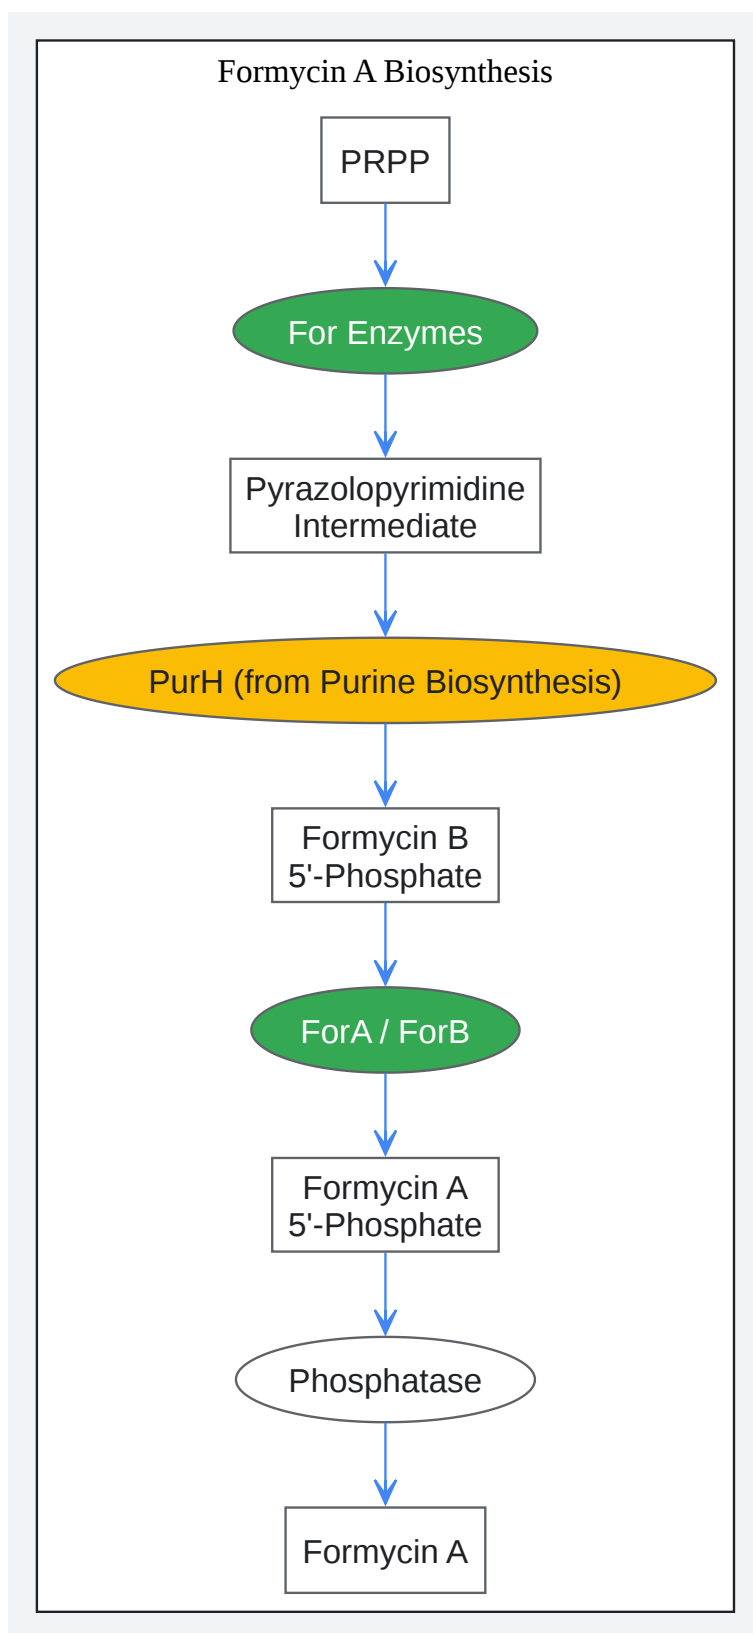 Formycin A Biosynthesis
PRPP
For Enzymes
Pyrazolopyrimidine
Intermediate
PurH (from Purine Biosynthesis)
Formycin B
5'-Phosphate
ForA / ForB
Formycin A
5'-Phosphate
Phosphatase
Formycin A